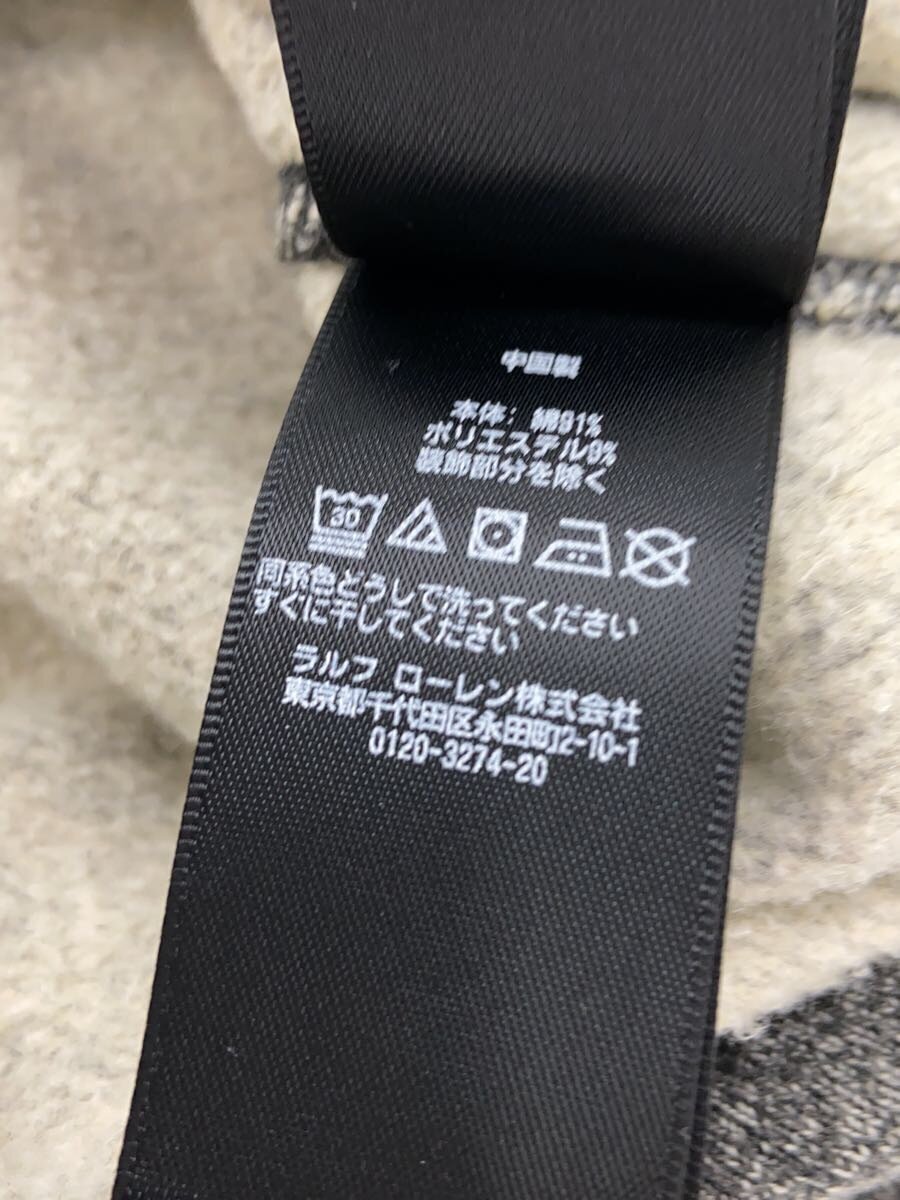 中国製
本体: 綿91%
ポリエステル9%
装飾部分を除く
30
同系色どうしで洗ってください
すぐに干してください
ラルフ ローレン株式会社
東京都千代田区永田町2-10-1
0120-3274-20